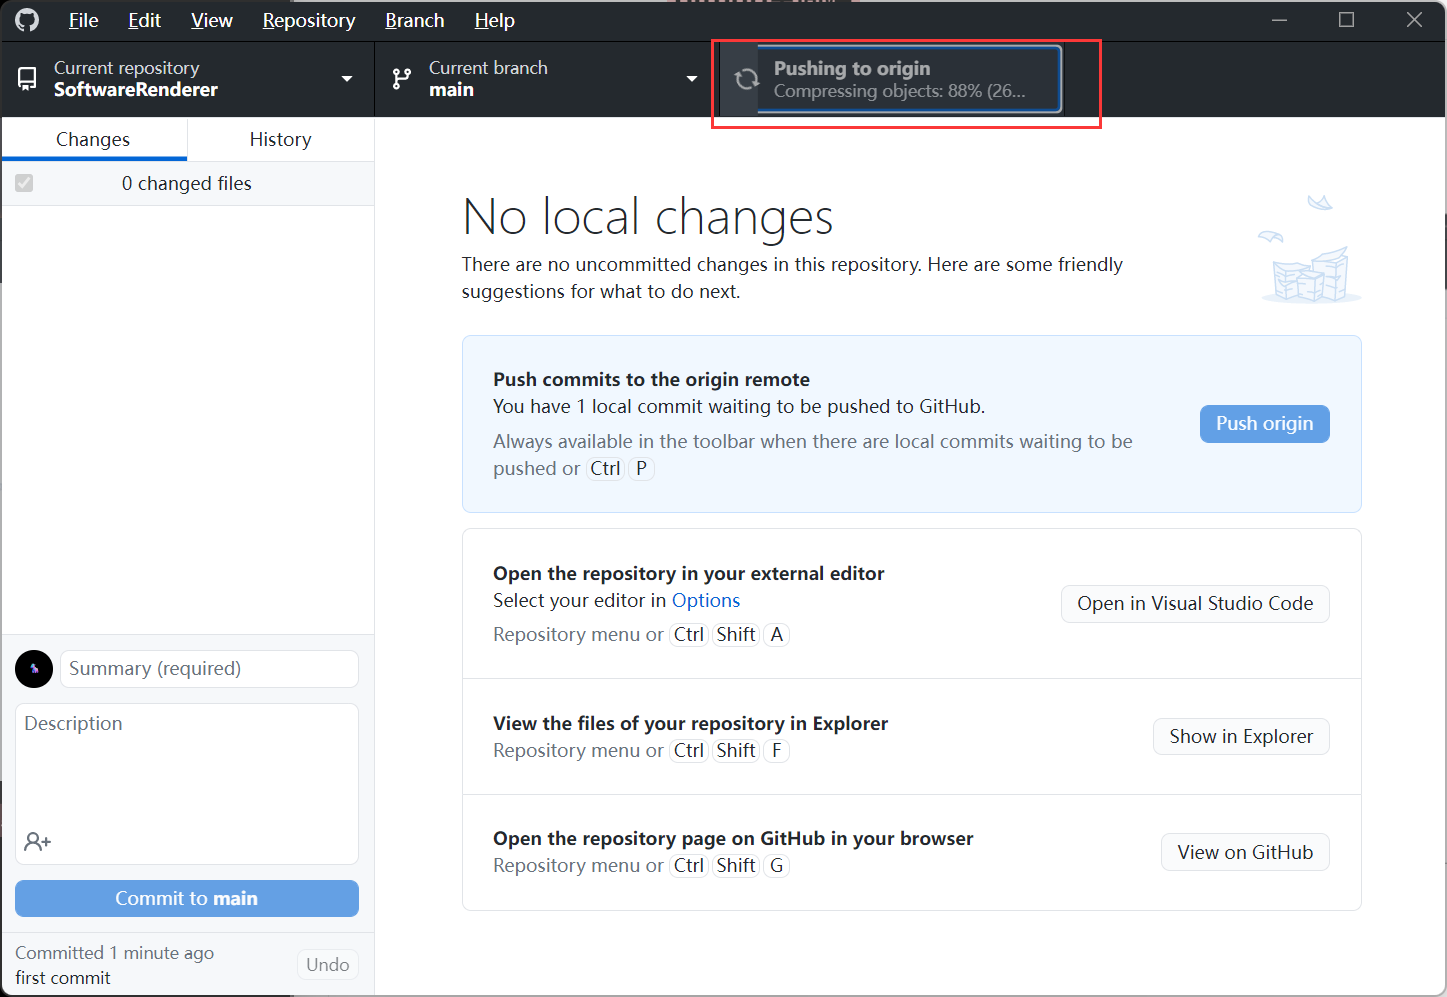 File Edit View Repository Branch Help
Current repository
SoftwareRenderer
Current branch
main
Pushing to origin
Compressing objects: 88% (26...
Changes
History
0 changed files
No local changes
There are no uncommitted changes in this repository. Here are some friendly
suggestions for what to do next.
Push commits to the origin remote
You have 1 local commit waiting to be pushed to GitHub.
Always available in the toolbar when there are local commits waiting to be
pushed or Ctrl P
Push origin
Open the repository in your external editor
Select your editor in Options
Repository menu or Ctrl Shift A
Open in Visual Studio Code
View the files of your repository in Explorer
Repository menu or Ctrl Shift F
Show in Explorer
Open the repository page on GitHub in your browser
Repository menu or Ctrl Shift G
View on GitHub
Summary (required)
Description
Commit to main
Committed 1 minute ago
first commit
Undo